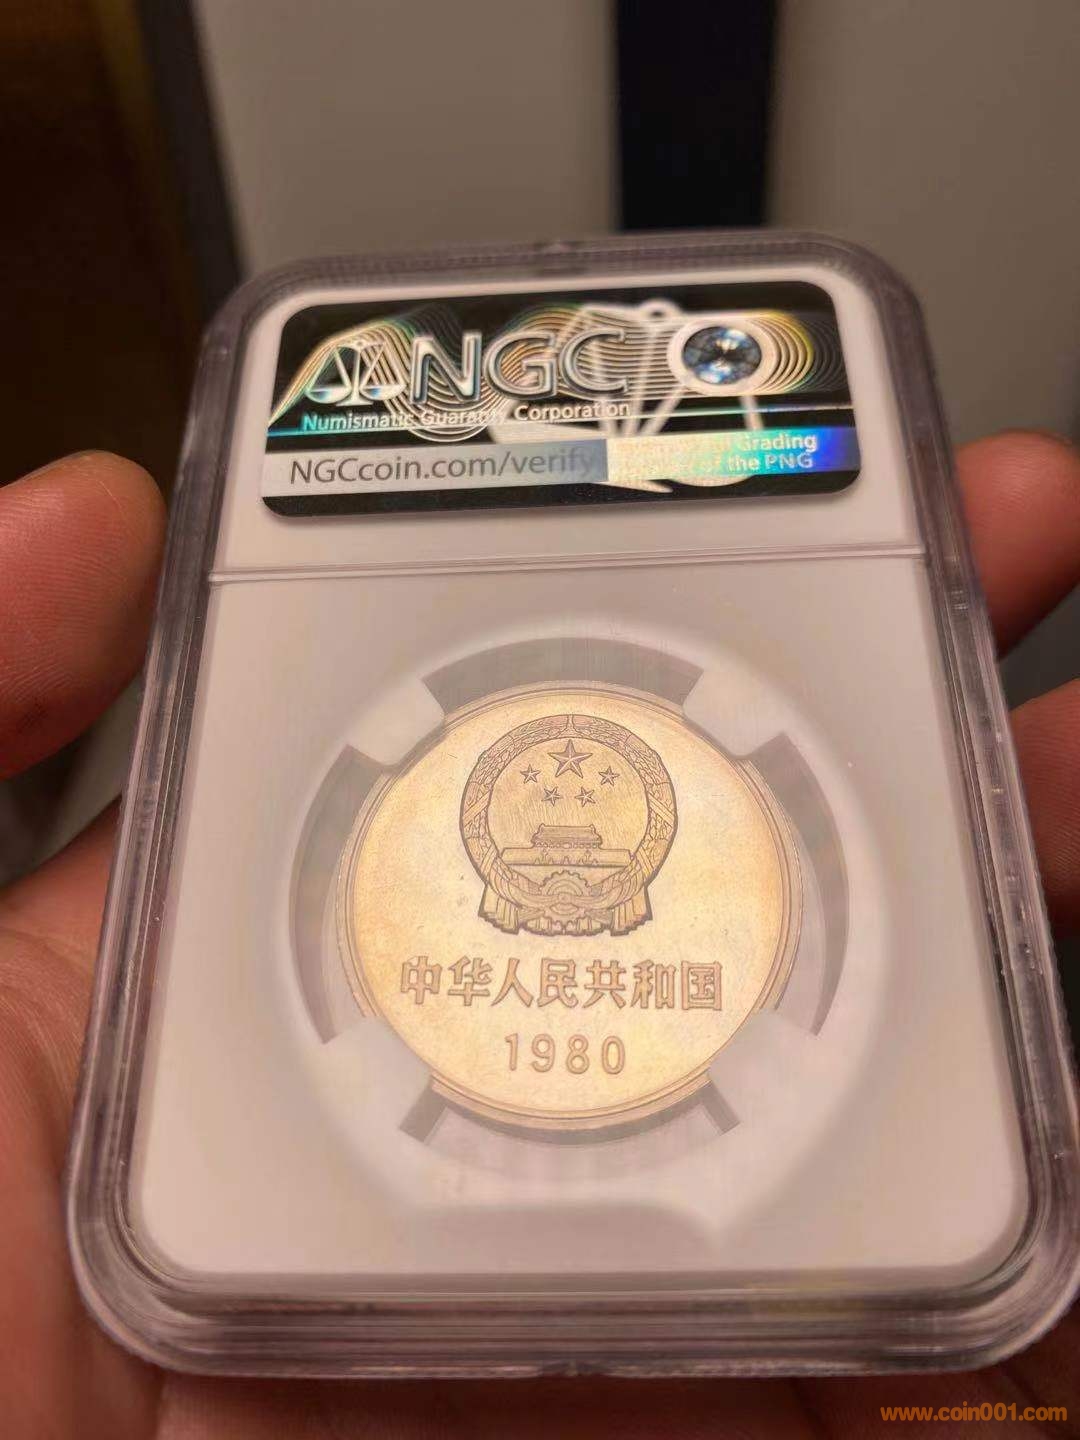 NGC
Numismatic Guaranty Corporation
NGCcoin.com/verify
Grading
of the PNG
中华人民共和国
1980
www.coin001.com